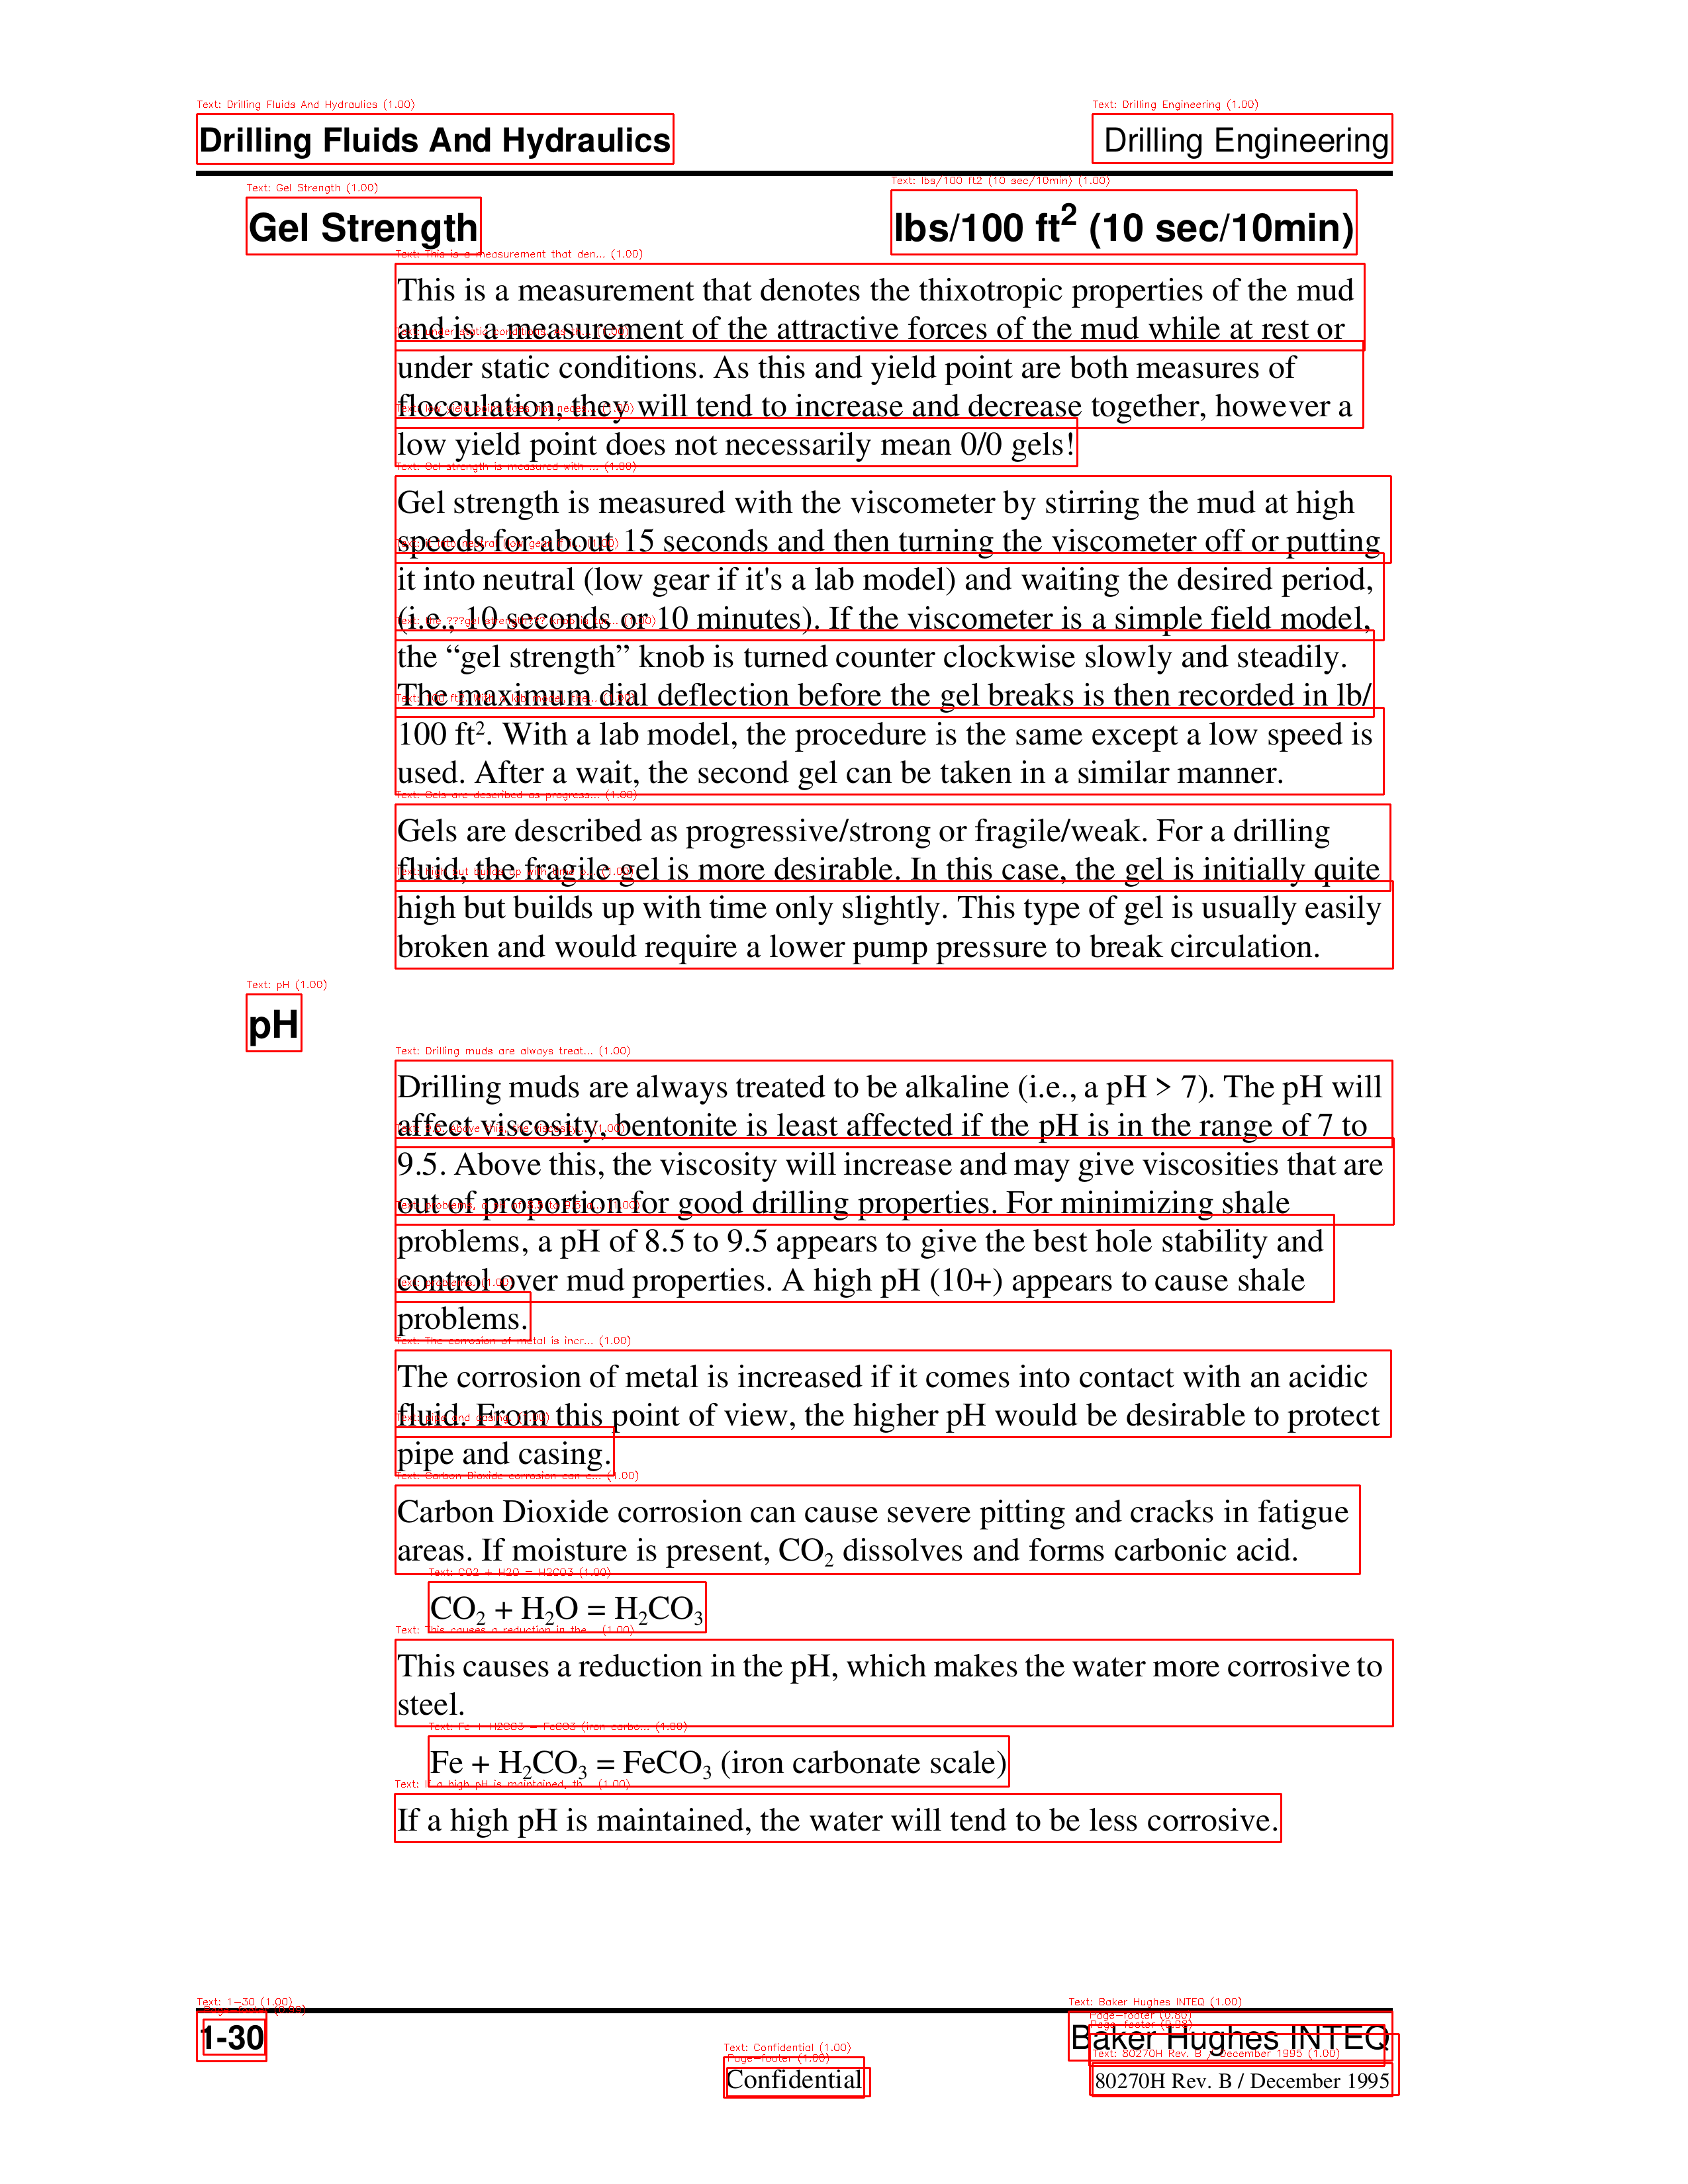 Drilling Fluids And Hydraulics
Drilling Engineering
Gel Strength
lbs/100 ft² (10 sec/10min)
This is a measurement that denotes the thixotropic properties of the mud
and is a measurement of the attractive forces of the mud while at rest or
under static conditions. As this and yield point are both measures of
flocculation, they will tend to increase and decrease together, however a
low yield point does not necessarily mean 0/0 gels!
Gel strength is measured with the viscometer by stirring the mud at high
speeds for about 15 seconds and then turning the viscometer off or putting
it into neutral (low gear if it's a lab model) and waiting the desired period,
(i.e., 10 seconds or 10 minutes). If the viscometer is a simple field model,
the “gel strength” knob is turned counter clockwise slowly and steadily.
The maximum dial deflection before the gel breaks is then recorded in lb/
100 ft². With a lab model, the procedure is the same except a low speed is
used. After a wait, the second gel can be taken in a similar manner.
Gels are described as progressive/strong or fragile/weak. For a drilling
fluid, the fragile gel is more desirable. In this case, the gel is initially quite
high but builds up with time only slightly. This type of gel is usually easily
broken and would require a lower pump pressure to break circulation.
pH
Drilling muds are always treated to be alkaline (i.e., a pH > 7). The pH will
affect viscosity, bentonite is least affected if the pH is in the range of 7 to
9.5. Above this, the viscosity will increase and may give viscosities that are
out of proportion for good drilling properties. For minimizing shale
problems, a pH of 8.5 to 9.5 appears to give the best hole stability and
control over mud properties. A high pH (10+) appears to cause shale
problems.
The corrosion of metal is increased if it comes into contact with an acidic
fluid. From this point of view, the higher pH would be desirable to protect
pipe and casing.
Carbon Dioxide corrosion can cause severe pitting and cracks in fatigue
areas. If moisture is present, CO₂ dissolves and forms carbonic acid.
CO₂ + H₂O = H₂CO₃
This causes a reduction in the pH, which makes the water more corrosive to
steel.
Fe + H₂CO₃ = FeCO₃ (iron carbonate scale)
If a high pH is maintained, the water will tend to be less corrosive.
1-30
Baker Hughes INTEQ
Confidential
80270H Rev. B / December 1995